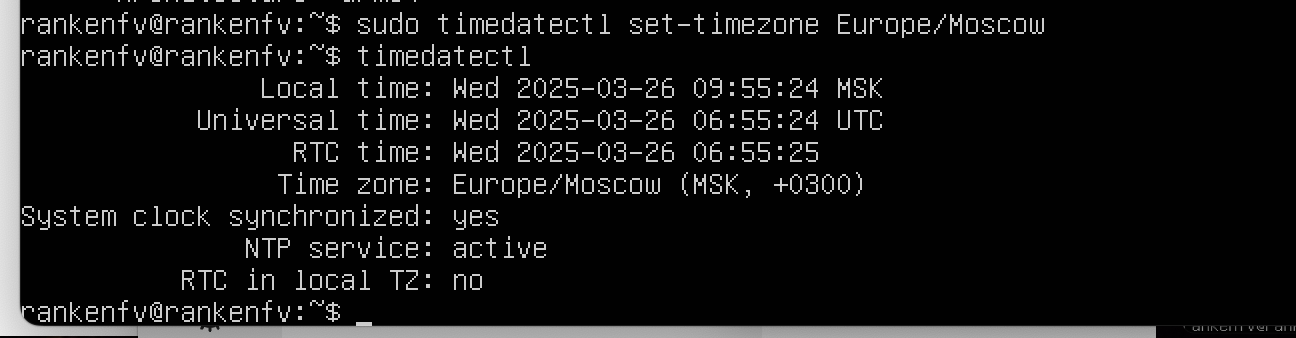 rankenfv@rankenfv:~$ sudo timedatectl set-timezone Europe/Moscow
rankenfv@rankenfv:~$ timedatectl
Local time: Wed 2025-03-26 09:55:24 MSK
Universal time: Wed 2025-03-26 06:55:24 UTC
RTC time: Wed 2025-03-26 06:55:25
Time zone: Europe/Moscow (MSK, +0300)
System clock synchronized: yes
NTP service: active
RTC in local TZ: no
rankenfv@rankenfv:~$